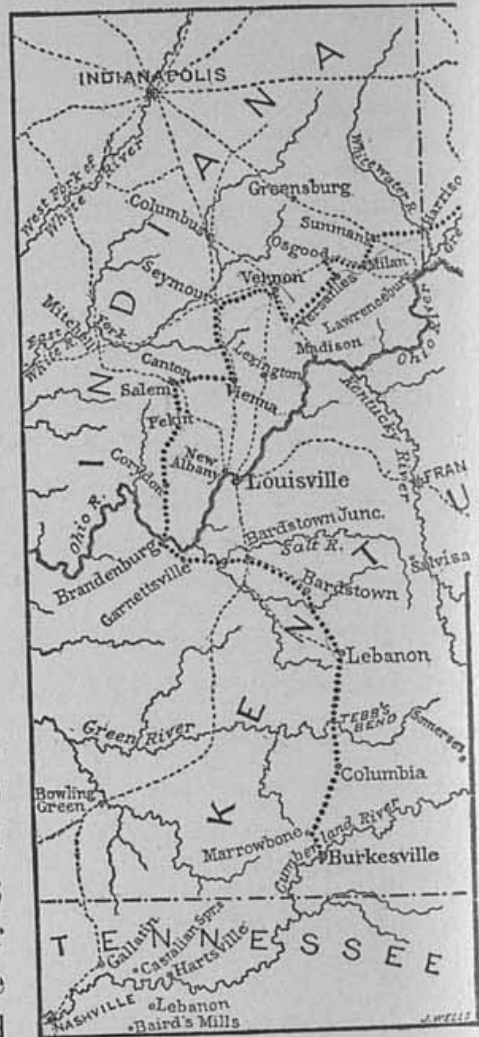 INDIANAPOLIS
INDIANA
West Fork of
White River
Whitewater R.
Greensburg
Harriso
Columbus
Sunman
Osgood
Milan
Seymour
Vernon
Versailles
Lawrenceburg
Ohio River
Mitchell
East Fork
White R.
Lexington
Madison
Canton
Salem
Vienna
Kentucky River
Pekin
New
Albany
Corydon
Louisville
FRAN
Ohio R.
Bardstown Junc.
Salt R.
Salvisa
Brandenburg
Garnettsville
Bardstown
KENTU
Lebanon
Green River
TEBB'S
BEND
Somerset
Bowling
Green
Columbia
Marrowbone
Cumberland River
Burkesville
TENNESSEE
Gallatin
Castalian Sprs
Hartsville
NASHVILLE
Lebanon
Baird's Mills
J. WELLS